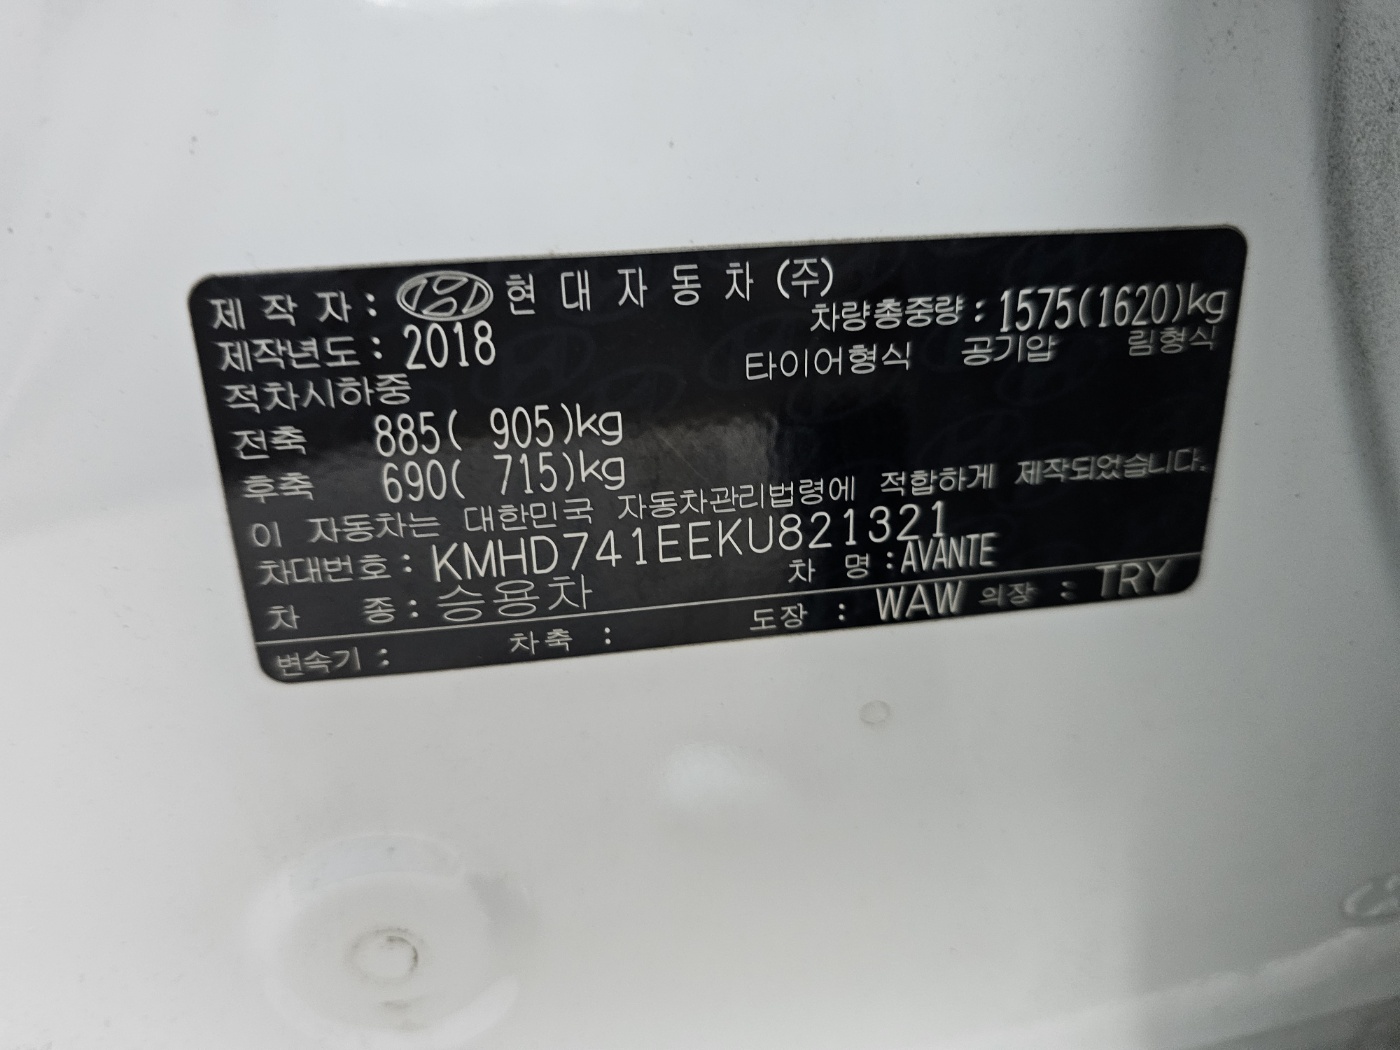 제 작 자 : 현 대 자 동 차 (주)
제작년도 : 2018
차량총중량 : 1575(1620)kg
적차시하중
타이어형식 공기압 림형식
전축 885( 905)kg
후축 690( 715)kg
이 자동차는 대한민국 자동차관리법령에 적합하게 제작되었습니다.
차대번호 : KMHD741EEKU821321
차 종 : 승용차 차 명 : AVANTE
변속기 : 차축 : 도장 : WAW 의장 : TRY